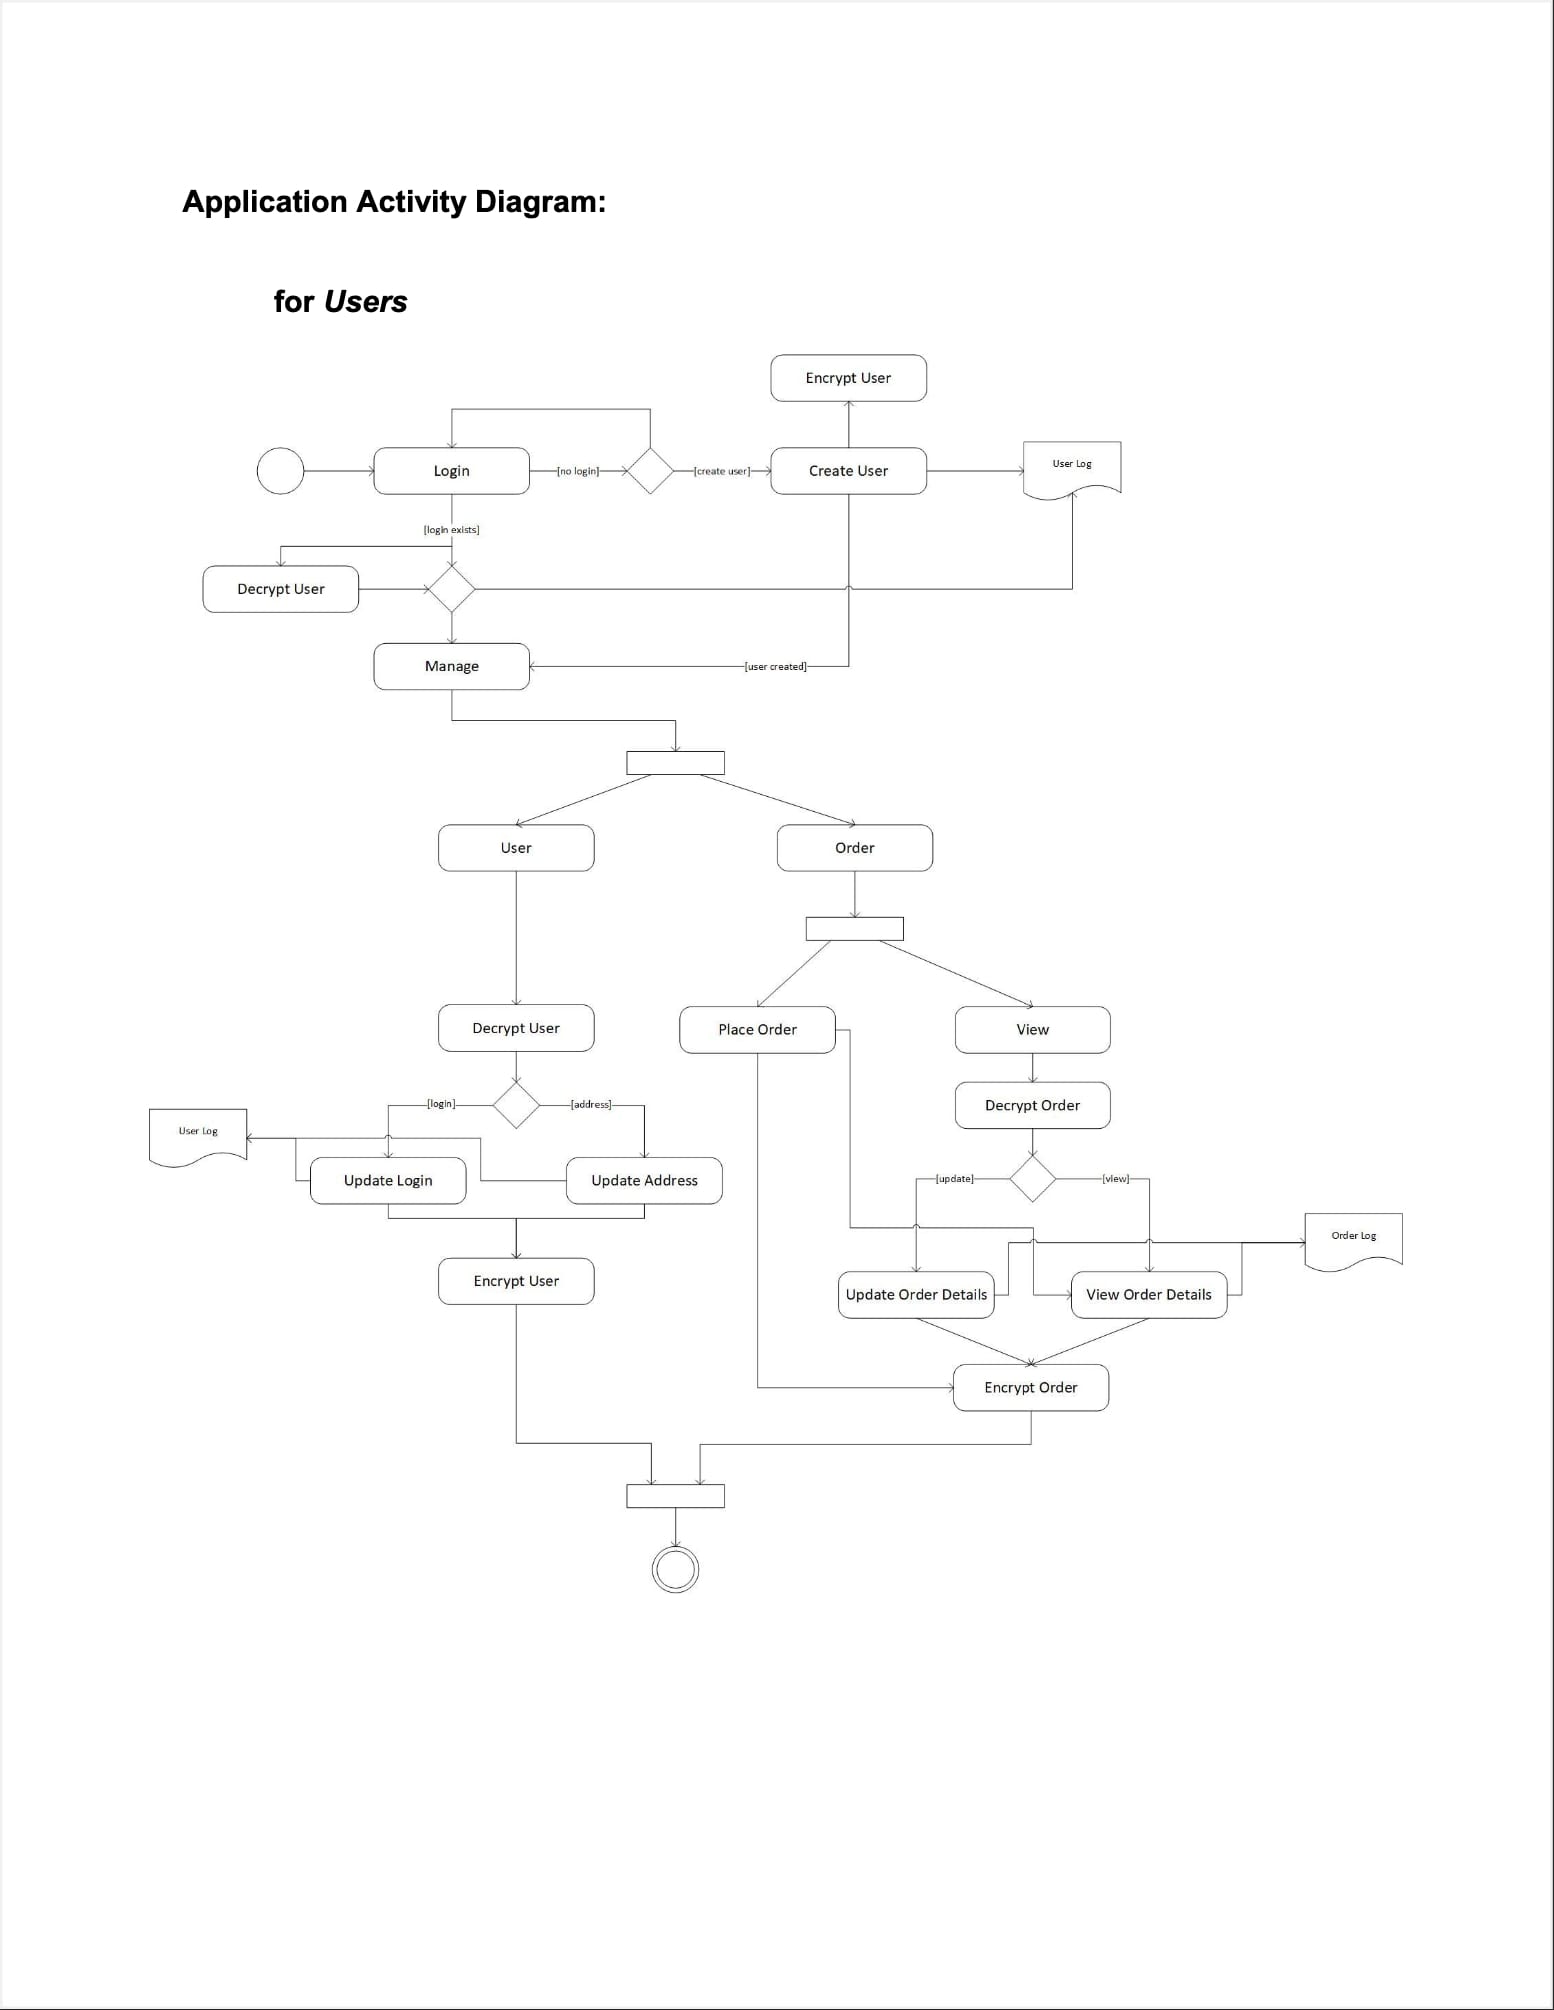 Application Activity Diagram:
for Users
Encrypt User
Login
[no login]
[create user]
Create User
User Log
[login exists]
Decrypt User
Manage
[user created]
User
Order
Decrypt User
Place Order
View
[login]
[address]
Decrypt Order
User Log
Update Login
Update Address
[update]
[view]
Order Log
Encrypt User
Update Order Details
View Order Details
Encrypt Order